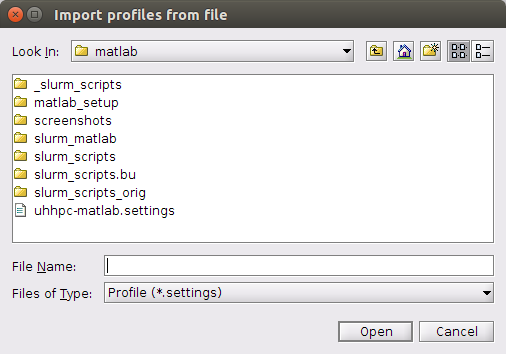 Import profiles from file
Look In: matlab
_slurm_scripts
matlab_setup
screenshots
slurm_matlab
slurm_scripts
slurm_scripts.bu
slurm_scripts_orig
uhhpc-matlab.settings
File Name:
Files of Type: Profile (*.settings)
Open Cancel